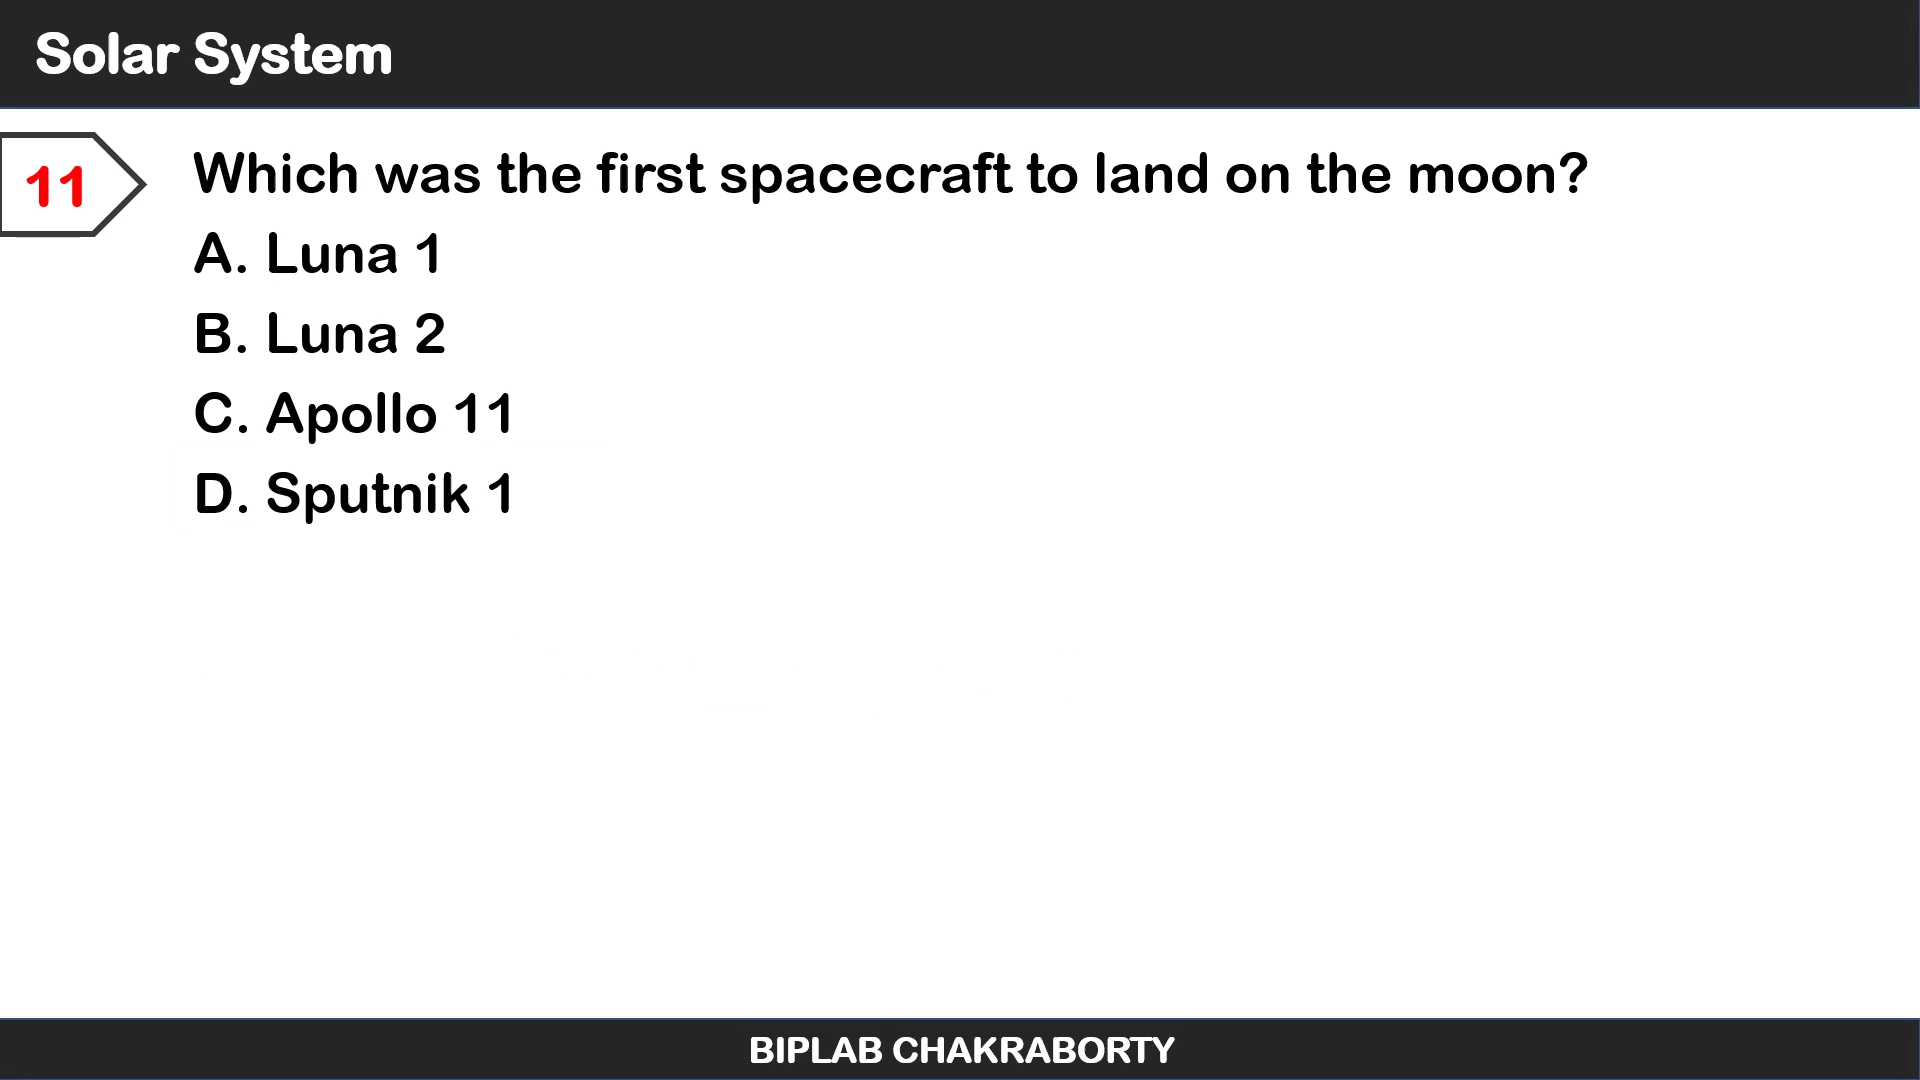 Solar System
11
Which was the first spacecraft to land on the moon?
A. Luna 1
B. Luna 2
C. Apollo 11
D. Sputnik 1
BIPLAB CHAKRABORTY